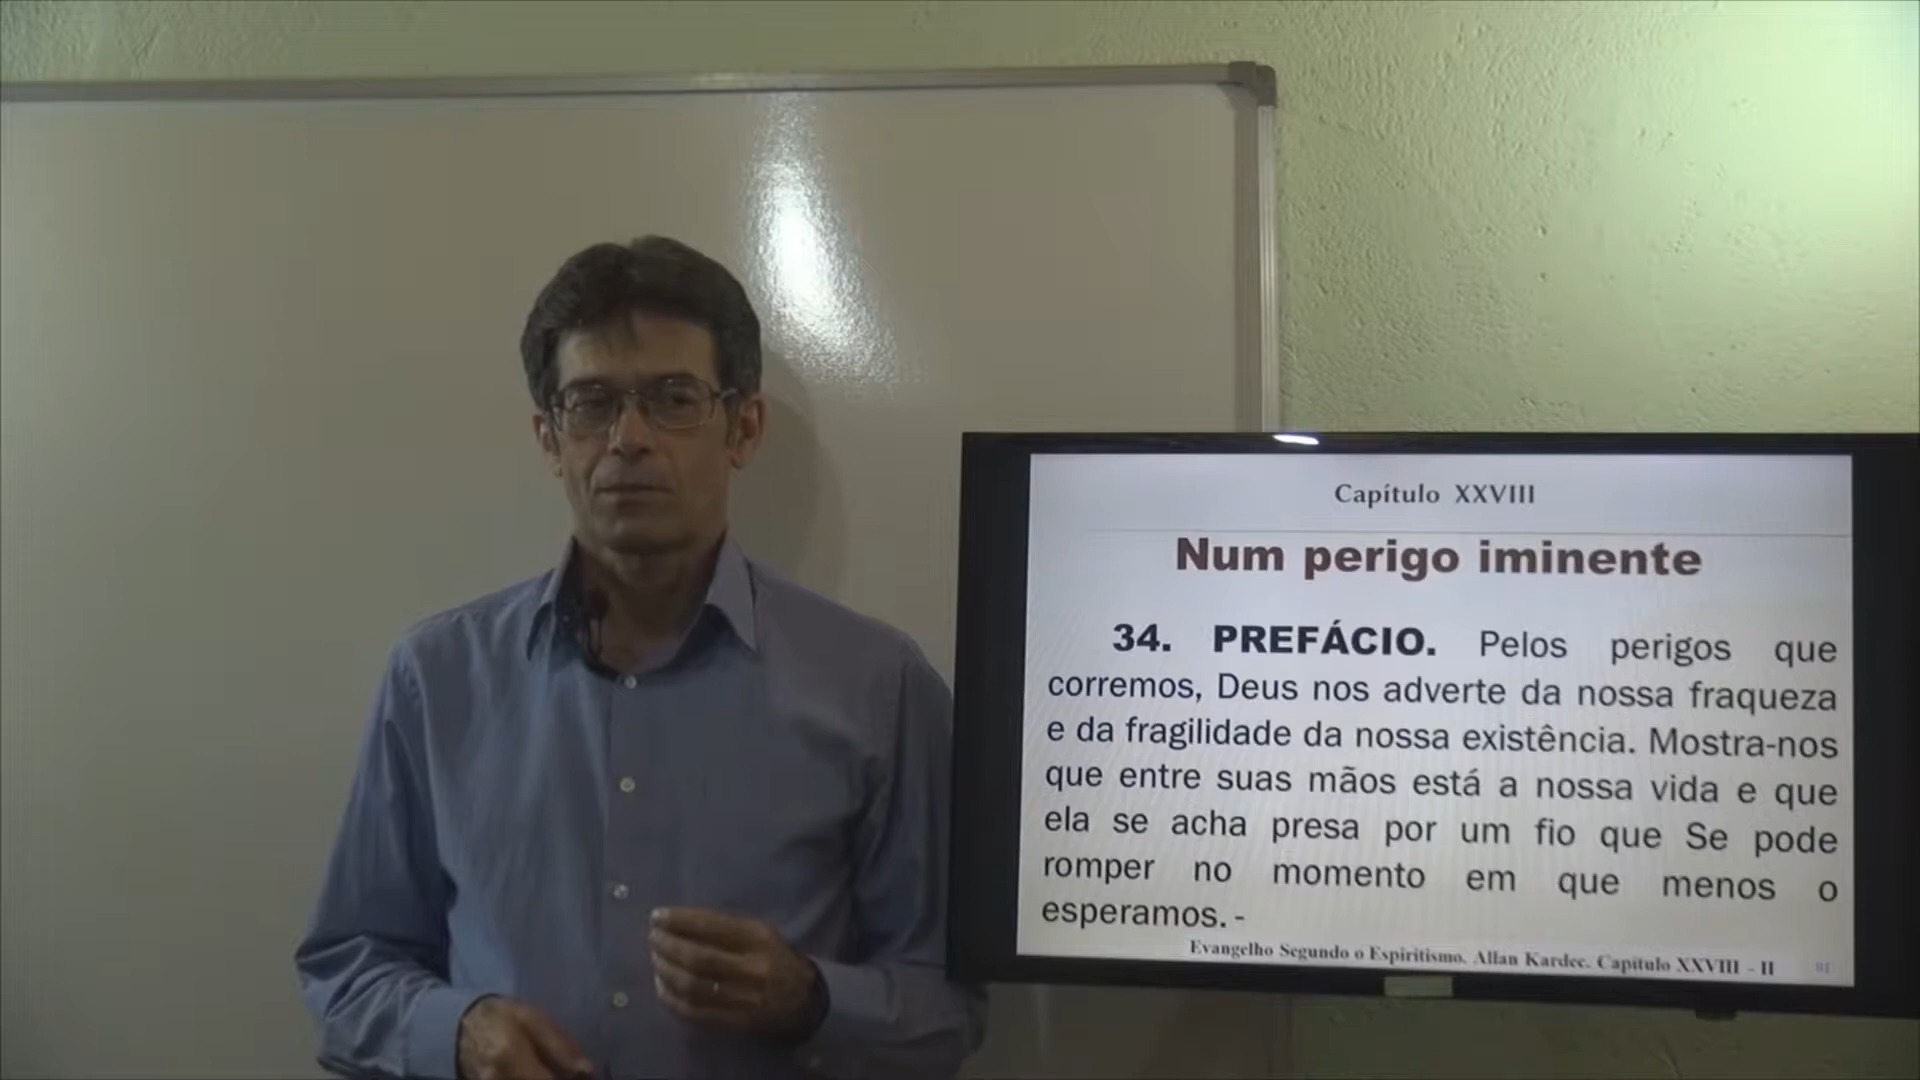 Capítulo XXVIII
Num perigo iminente
34. PREFÁCIO. Pelos perigos que
corremos, Deus nos adverte da nossa fraqueza
e da fragilidade da nossa existência. Mostra-nos
que entre suas mãos está a nossa vida e que
ela se acha presa por um fio que Se pode
romper no momento em que menos o
esperamos. -
Evangelho Segundo o Espiritismo. Allan Kardec. Capítulo XXVIII - II